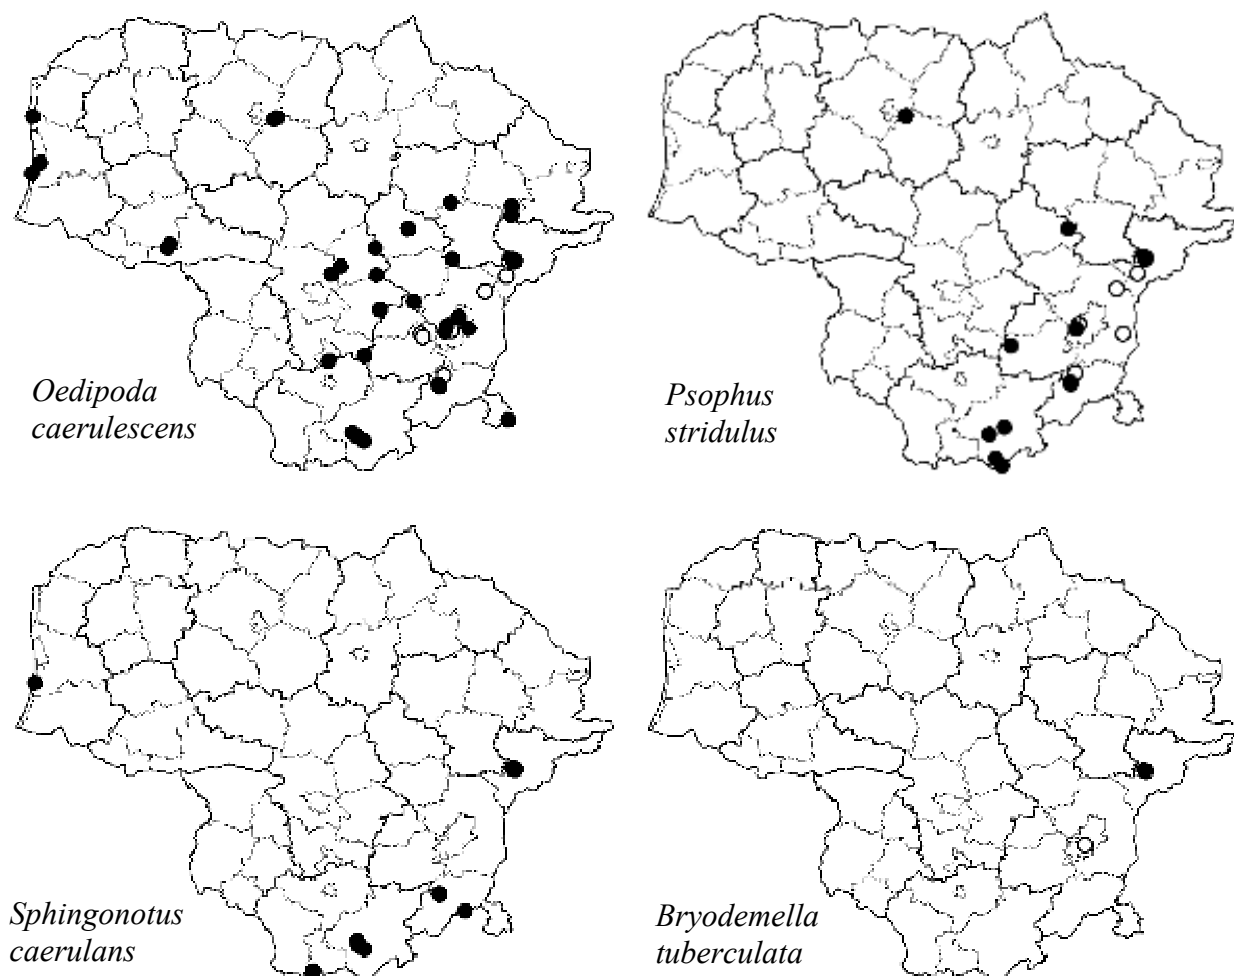 Oedipoda
caerulescens
Psophus
stridulus
Sphingonotus
caerulans
Bryodemella
tuberculata